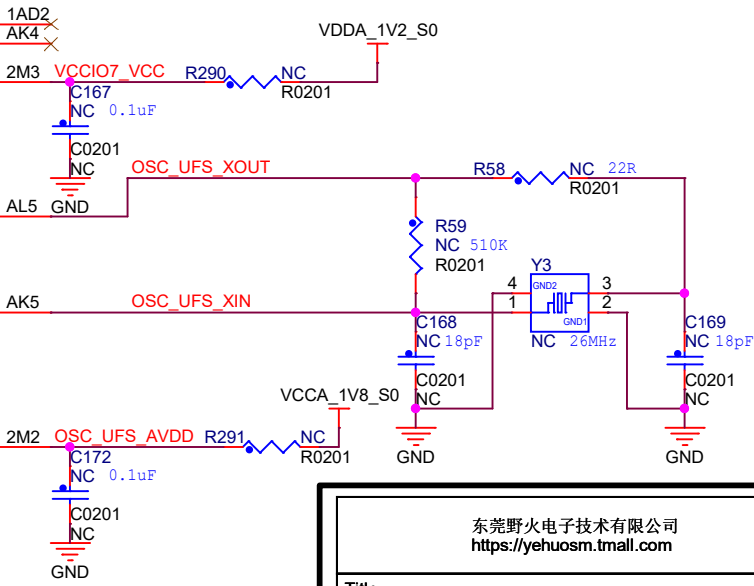 1AD2
AK4
VDDA_1V2_S0
2M3 VCCIO7_VCC R290 NC
R0201
C167
NC 0.1uF
C0201
NC
GND
OSC_UFS_XOUT
R58 NC 22R
R0201
AL5
R59
NC 510K
R0201
Y3
4 GND2 3
1 GND1 2
NC 26MHz
AK5 OSC_UFS_XIN
C168
NC 18pF
C0201
NC
GND
C169
NC 18pF
C0201
NC
GND
VCCA_1V8_S0
2M2 OSC_UFS_AVDD R291 NC
R0201
C172
NC 0.1uF
C0201
NC
GND
东莞野火电子技术有限公司
https://yehuosm.tmall.com
Title